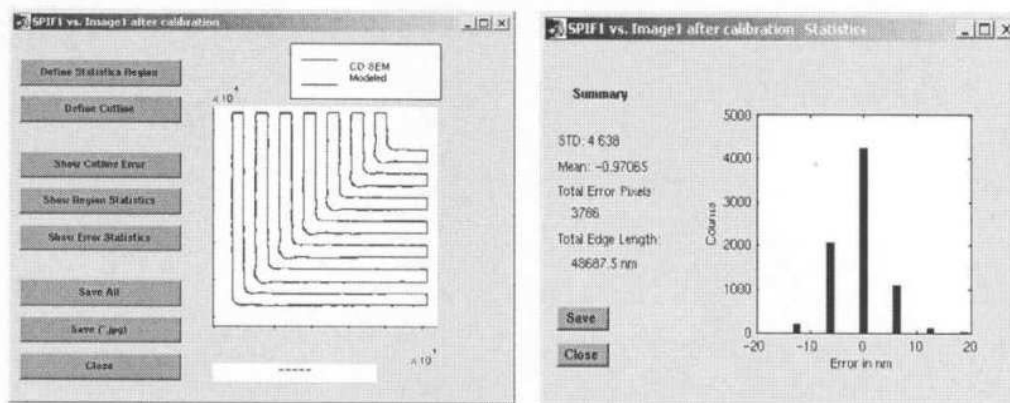 SPIF1 vs. Image1 after calibration
Define Statistics Region
Define Cutline
Show Cutline Error
Show Region Statistics
Show Error Statistics
Save All
Save (*.jpg)
Close
CD SEM
Modeled
x 10⁴
x 10⁴
SPIF1 vs. Image1 after calibration Statistics
Summary
STD: 4.638
Mean: -0.97065
Total Error Pixels
3786
Total Edge Length:
48687.5 nm
Save
Close
Counts
5000
4000
3000
2000
1000
0
-20
-10
0
10
20
Error in nm